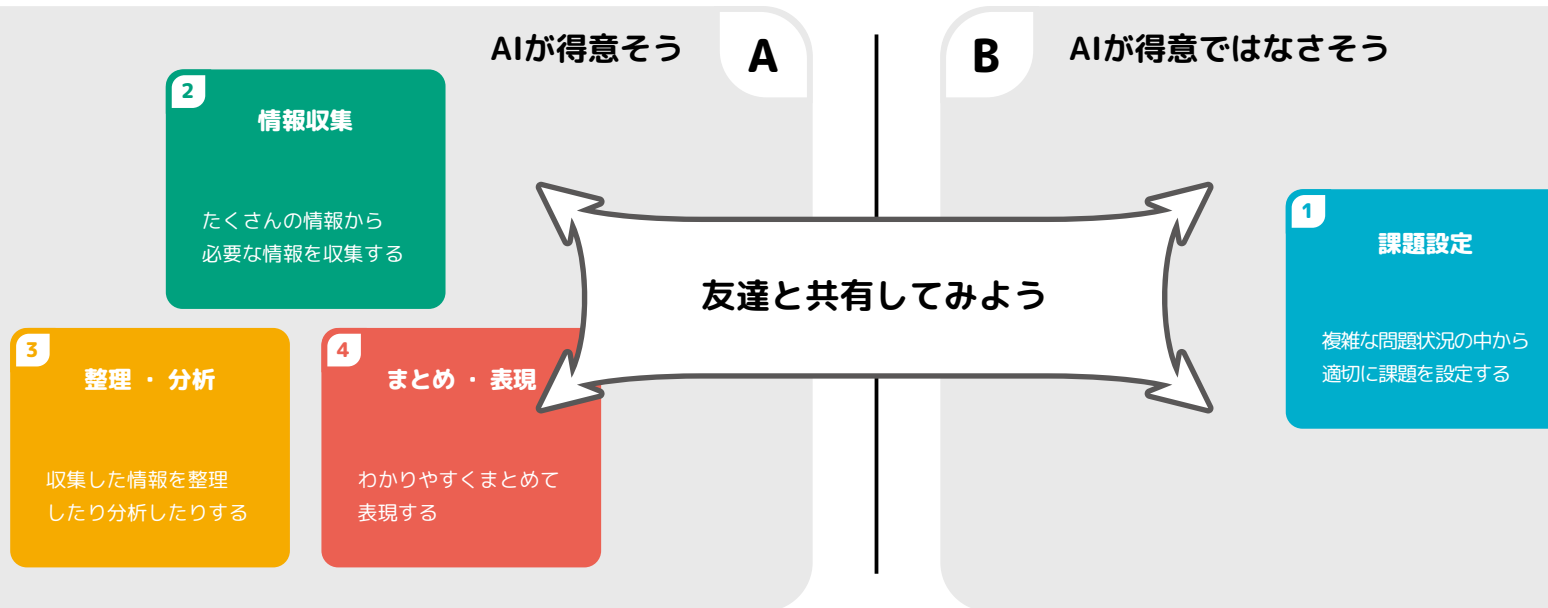 AIが得意そう
A
2
情報収集
たくさんの情報から
必要な情報を収集する
3
整理・分析
収集した情報を整理
したり分析したりする
4
まとめ・表現
わかりやすくまとめて
表現する
友達と共有してみよう
B
AIが得意ではなさそう
1
課題設定
複雑な問題状況の中から
適切に課題を設定する